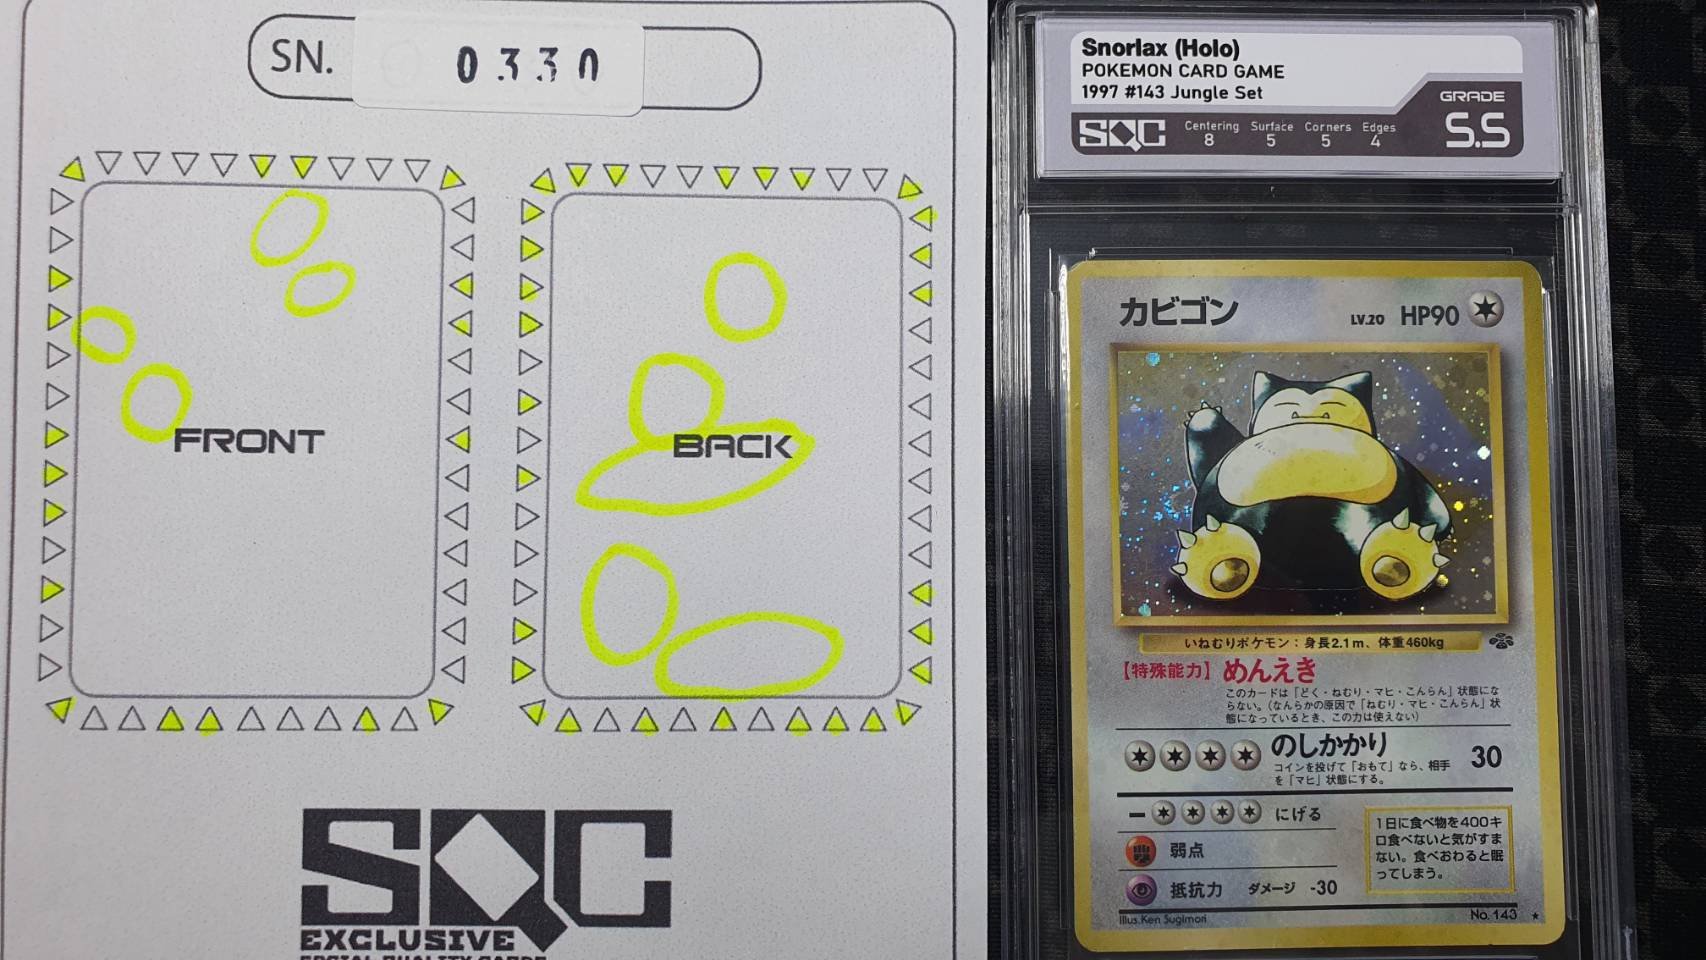 SN. 0330
FRONT
BACK
SQC
EXCLUSIVE
SPECIAL QUALITY CARDS
Snorlax (Holo)
POKEMON CARD GAME
1997 #143 Jungle Set
GRADE
SQC
Centering Surface Corners Edges
8 5 5 4
5.5
カビゴン LV.20 HP90
いねむりポケモン:身長2.1m、体重460kg
【特殊能力】めんえき
このカードは「どく・ねむり・マヒ・こんらん」状態にな
らない。(なんらかの原因で「ねむり・マヒ・こんらん」状
態になっているとき、この力は使えない)
のしかかり 30
コインを投げて「おもて」なら、相手
を「マヒ」状態にする。
にげる
弱点
抵抗力 ダメージ -30
1日に食べ物を400キ
ロ食べないと気がすま
ない。食べおわると眠
ってしまう。
Illus.Ken Sugimori
No. 143